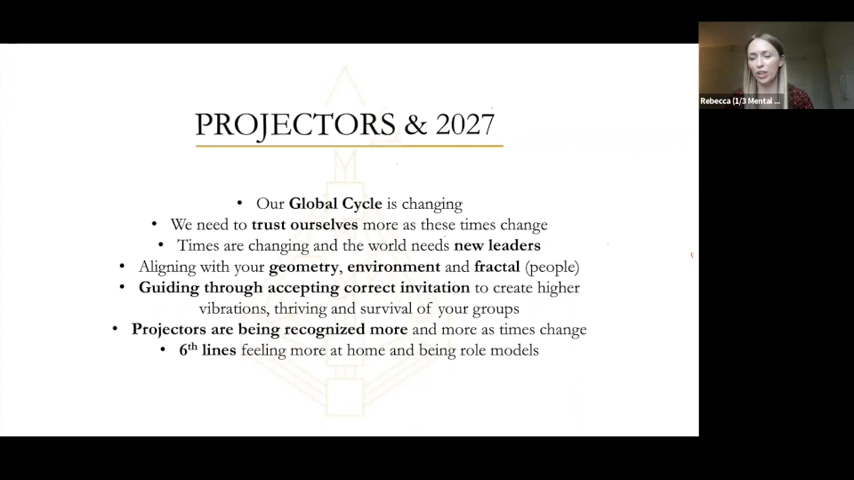 PROJECTORS & 2027
• Our Global Cycle is changing
• We need to trust ourselves more as these times change
• Times are changing and the world needs new leaders
• Aligning with your geometry, environment and fractal (people)
• Guiding through accepting correct invitation to create higher
vibrations, thriving and survival of your groups
• Projectors are being recognized more and more as times change
• 6th lines feeling more at home and being role models
Rebecca (1/3 Mental ...